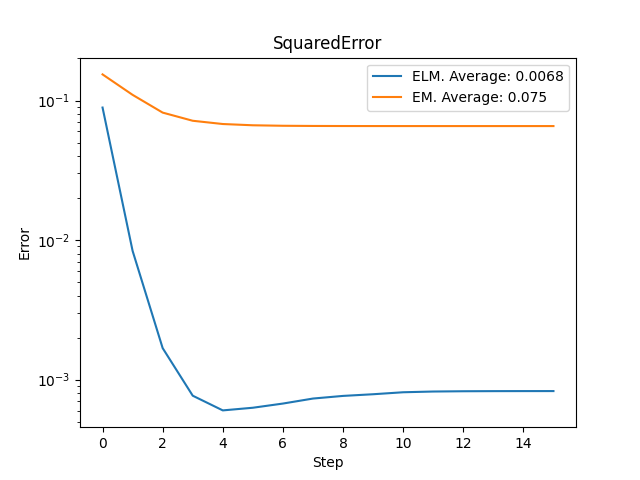 SquaredError
ELM. Average: 0.0068
EM. Average: 0.075
10⁻¹
10⁻²
10⁻³
Error
0 2 4 6 8 10 12 14
Step